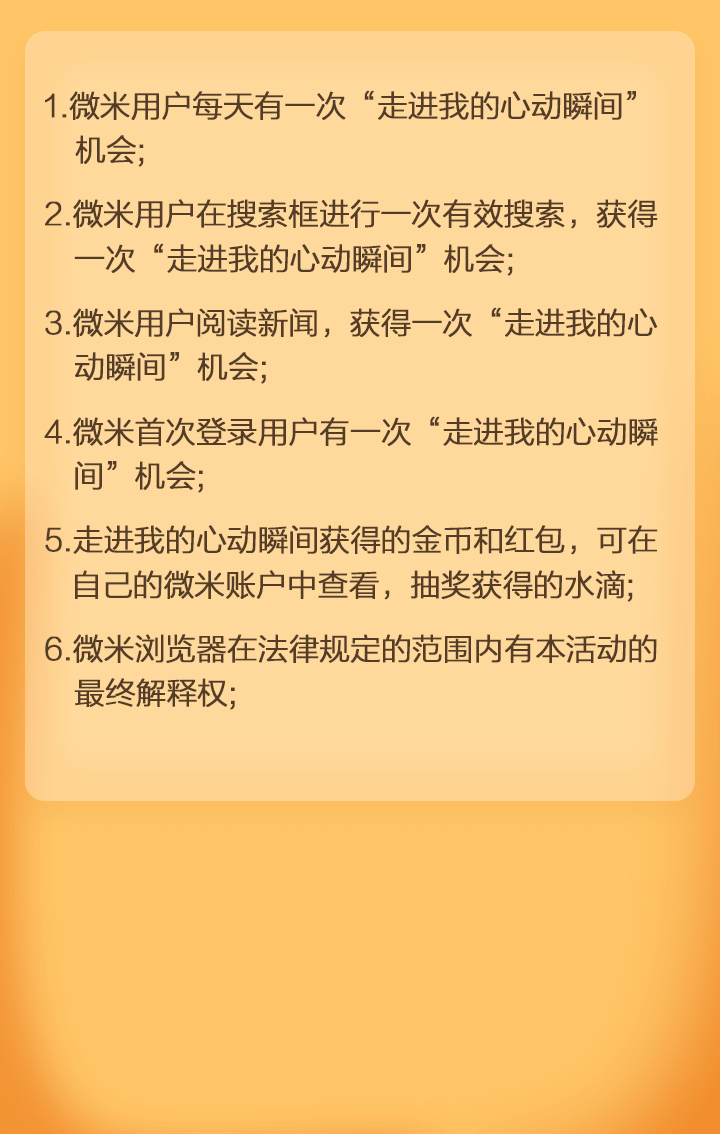 1.微米用户每天有一次“走进我的心动瞬间”
机会;
2.微米用户在搜索框进行一次有效搜索，获得
一次“走进我的心动瞬间”机会;
3.微米用户阅读新闻，获得一次“走进我的心
动瞬间”机会;
4.微米首次登录用户有一次“走进我的心动瞬
间”机会;
5.走进我的心动瞬间获得的金币和红包，可在
自己的微米账户中查看，抽奖获得的水滴;
6.微米浏览器在法律规定的范围内有本活动的
最终解释权;